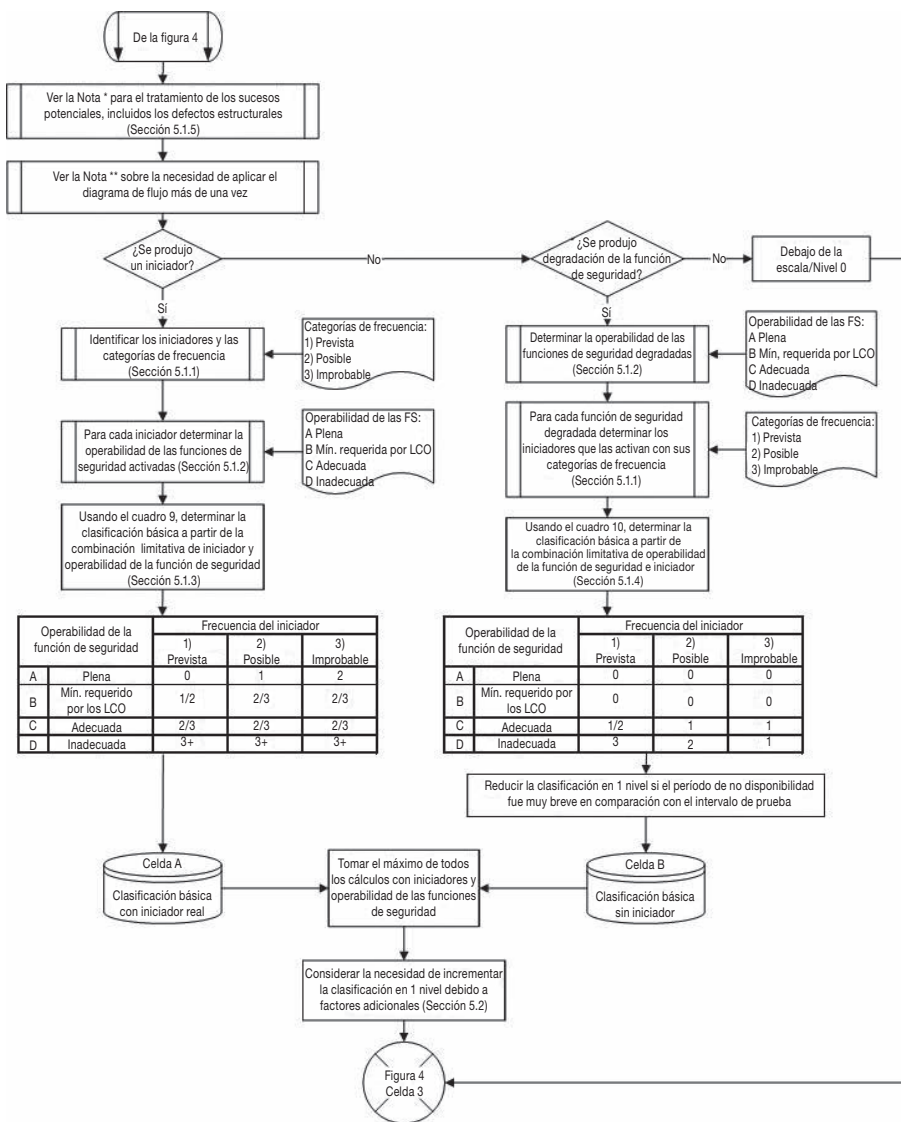 De la figura 4
Ver la Nota * para el tratamiento de los sucesos
potenciales, incluidos los defectos estructurales
(Sección 5.1.5)
Ver la Nota ** sobre la necesidad de aplicar el
diagrama de flujo más de una vez
¿Se produjo
un iniciador?
No
¿Se produjo
degradación de la función
de seguridad?
No
Debajo de la
escala/Nivel 0
Sí
Identificar los iniciadores y las
categorías de frecuencia
(Sección 5.1.1)
Categorías de frecuencia:
1) Prevista
2) Posible
3) Improbable
Para cada iniciador determinar la
operabilidad de las funciones de
seguridad activadas (Sección 5.1.2)
Operabilidad de las FS:
A Plena
B Mín. requerida por LCO
C Adecuada
D Inadecuada
Usando el cuadro 9, determinar la
clasificación básica a partir de la
combinación limitativa de iniciador y
operabilidad de la función de seguridad
(Sección 5.1.3)
Sí
Determinar la operabilidad de las
funciones de seguridad degradadas
(Sección 5.1.2)
Operabilidad de las FS:
A Plena
B Mín, requerida por LCO
C Adecuada
D Inadecuada
Para cada función de seguridad
degradada determinar los
iniciadores que las activan con sus
categorías de frecuencia
(Sección 5.1.1)
Categorías de frecuencia:
1) Prevista
2) Posible
3) Improbable
Usando el cuadro 10, determinar la
clasificación básica a partir de
la combinación limitativa de operabilidad
de la función de seguridad e iniciador
(Sección 5.1.4)
Operabilidad de la
función de seguridad
Frecuencia del iniciador
1)
Prevista
2)
Posible
3)
Improbable
A Plena 0 1 2
B Mín. requerido
por los LCO 1/2 2/3 2/3
C Adecuada 2/3 2/3 2/3
D Inadecuada 3+ 3+ 3+
Operabilidad de la
función de seguridad
Frecuencia del iniciador
1)
Prevista
2)
Posible
3)
Improbable
A Plena 0 0 0
B Mín. requerido por
los LCO 0 0 0
C Adecuada 1/2 1 1
D Inadecuada 3 2 1
Reducir la clasificación en 1 nivel si el período de no disponibilidad
fue muy breve en comparación con el intervalo de prueba
Celda A
Clasificación básica
con iniciador real
Tomar el máximo de todos
los cálculos con iniciadores y
operabilidad de las funciones
de seguridad
Celda B
Clasificación básica
sin iniciador
Considerar la necesidad de incrementar
la clasificación en 1 nivel debido a
factores adicionales (Sección 5.2)
Figura 4
Celda 3